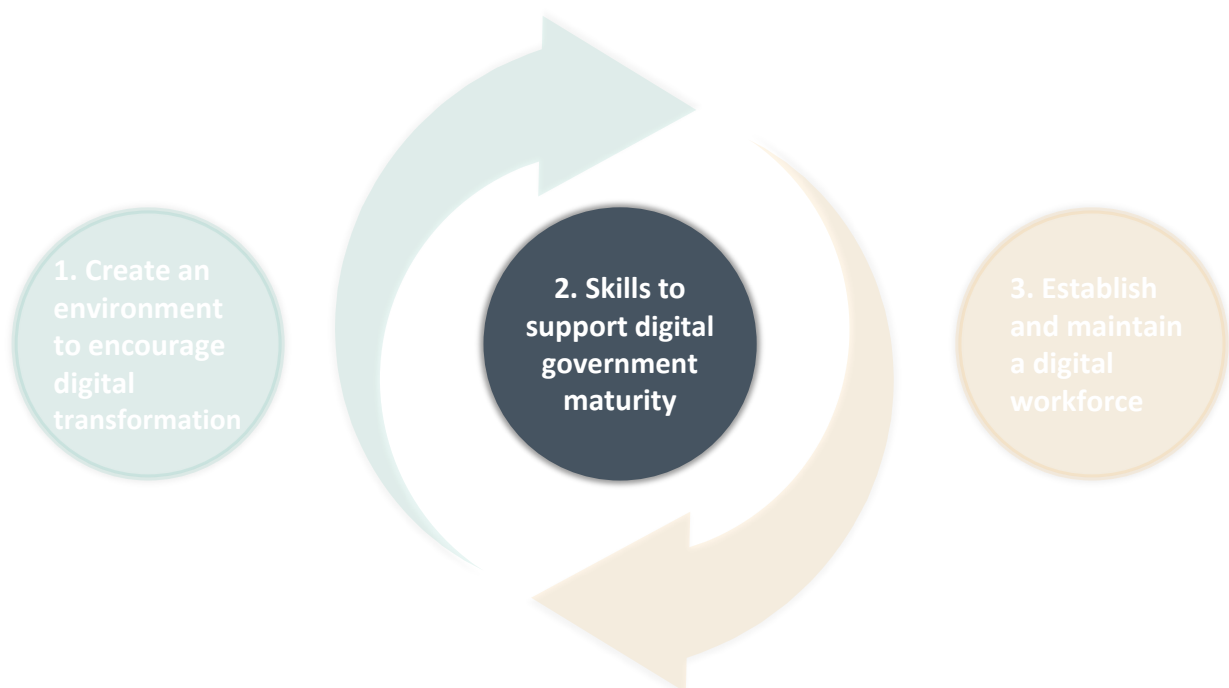 1. Create an
environment
to encourage
digital
transformation
2. Skills to
support digital
government
maturity
3. Establish
and maintain
a digital
workforce